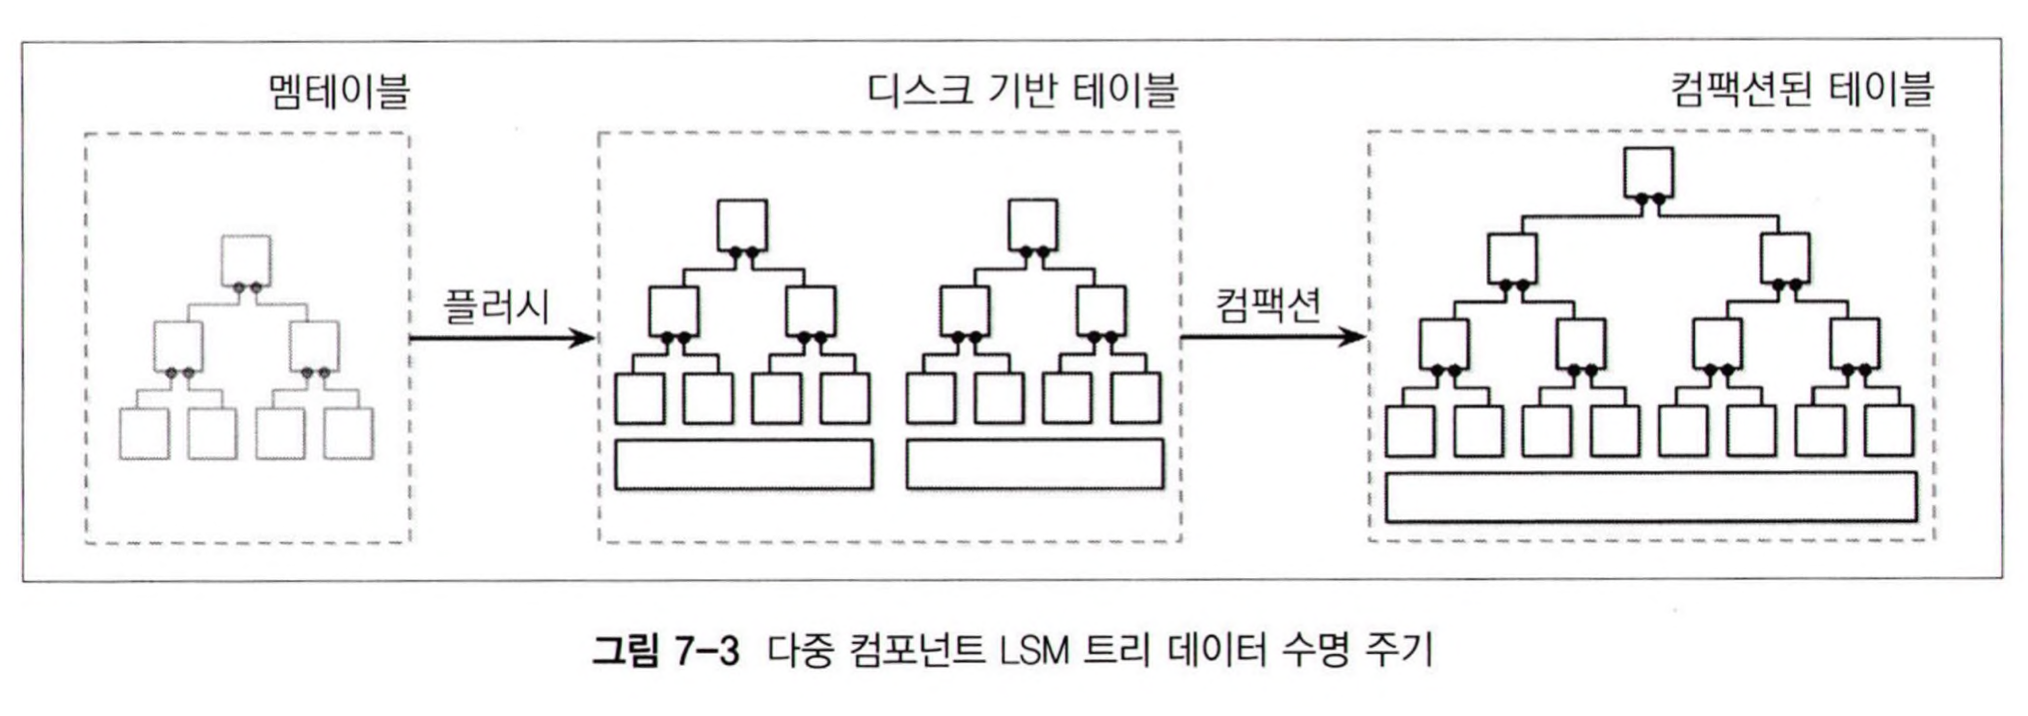 멤테이블
디스크 기반 테이블
컴팩션된 테이블
플러시
컴팩션
그림 7-3 다중 컴포넌트 LSM 트리 데이터 수명 주기